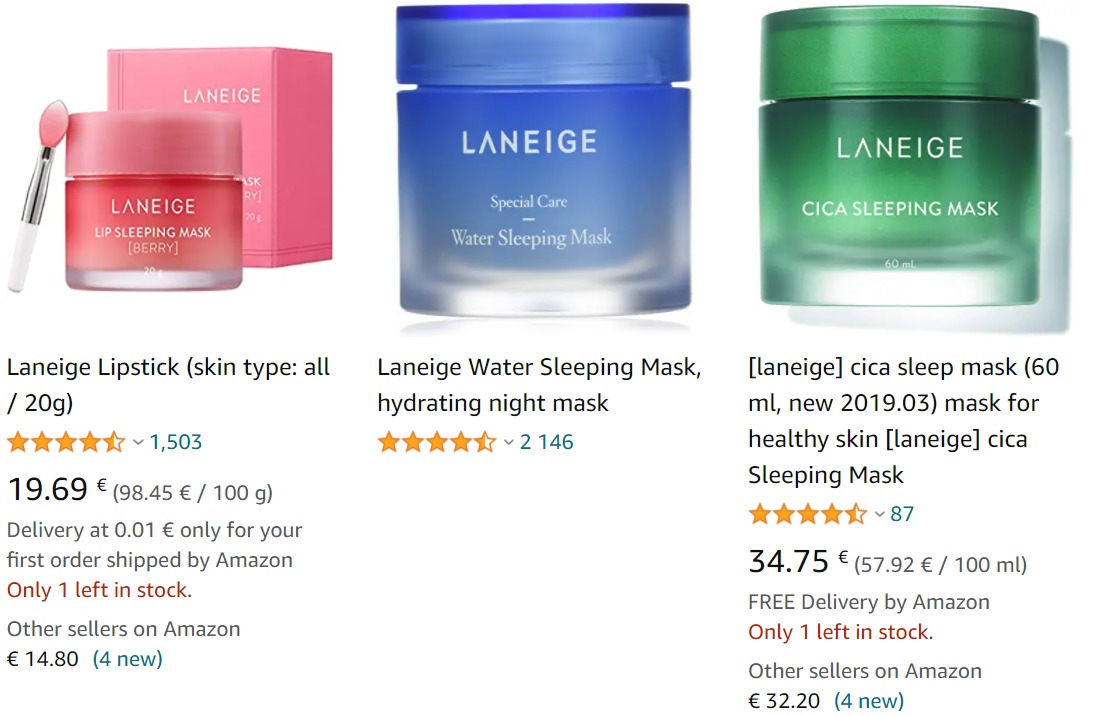 LANEIGE
ASK
RY]
20 g
LANEIGE
LIP SLEEPING MASK
[BERRY]
20 g
LANEIGE
Special Care
Water Sleeping Mask
LANEIGE
CICA SLEEPING MASK
60 mL
Laneige Lipstick (skin type: all
/ 20g)
1,503
19.69 € (98.45 € / 100 g)
Delivery at 0.01 € only for your
first order shipped by Amazon
Only 1 left in stock.
Other sellers on Amazon
€ 14.80 (4 new)
Laneige Water Sleeping Mask,
hydrating night mask
2 146
[laneige] cica sleep mask (60
ml, new 2019.03) mask for
healthy skin [laneige] cica
Sleeping Mask
87
34.75 € (57.92 € / 100 ml)
FREE Delivery by Amazon
Only 1 left in stock.
Other sellers on Amazon
€ 32.20 (4 new)